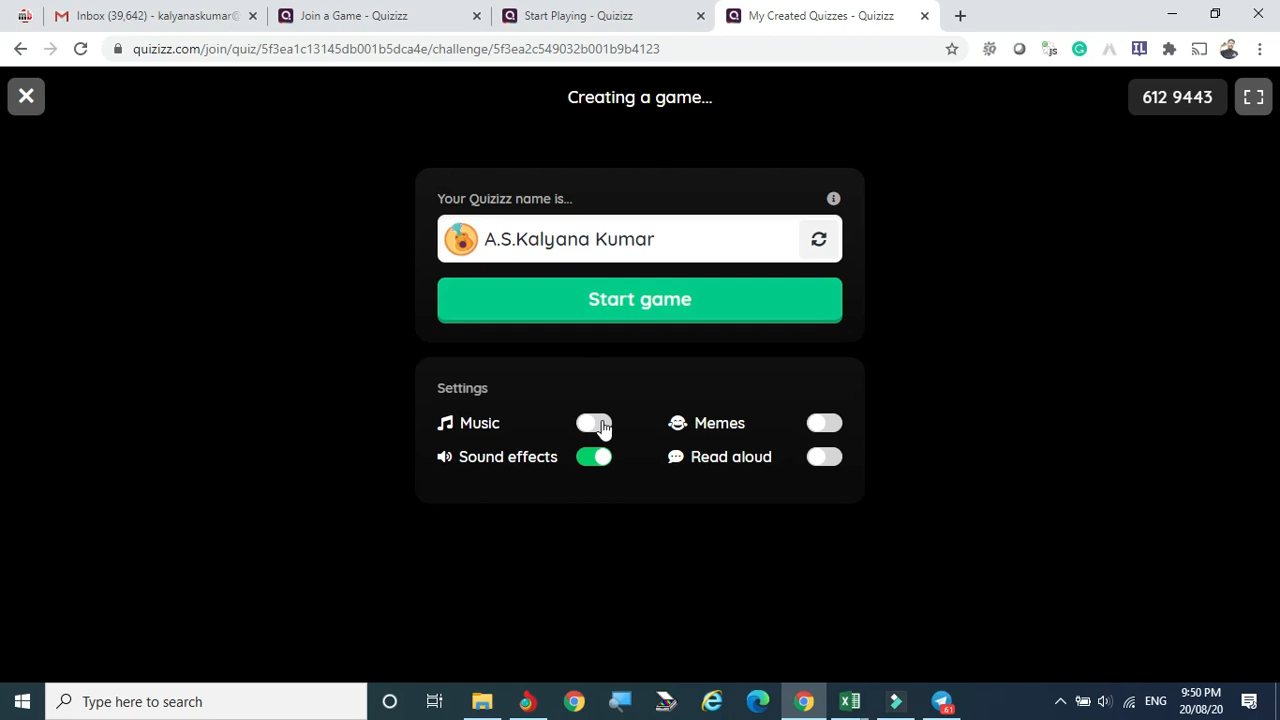 Inbox (39,642) - kalyanaskumar@
Join a Game - Quizizz
Start Playing - Quizizz
My Created Quizzes - Quizizz
quizizz.com/join/quiz/5f3ea1c13145db001b5dca4e/challenge/5f3ea2c549032b001b9b4123
Creating a game...
612 9443
Your Quizizz name is...
A.S.Kalyana Kumar
Start game
Settings
Music
Memes
Sound effects
Read aloud
Type here to search
61
ENG
9:50 PM
20/08/20